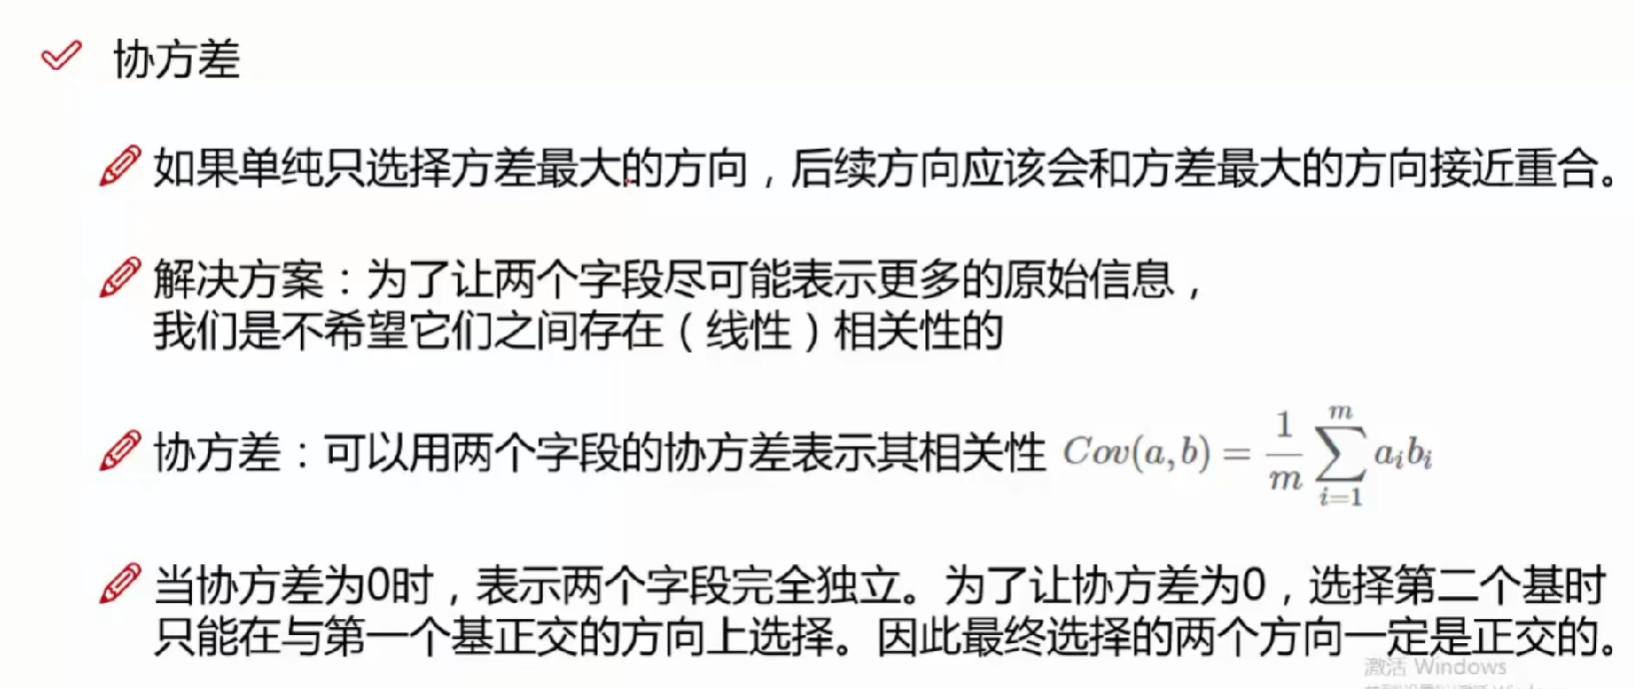 协方差
如果单纯只选择方差最大的方向，后续方向应该会和方差最大的方向接近重合。
解决方案：为了让两个字段尽可能表示更多的原始信息，
我们是不希望它们之间存在（线性）相关性的
协方差：可以用两个字段的协方差表示其相关性 Cov(a,b) = \frac{1}{m} \sum_{i=1}^{m} a_i b_i
当协方差为0时，表示两个字段完全独立。为了让协方差为0，选择第二个基时
只能在与第一个基正交的方向上选择。因此最终选择的两个方向一定是正交的。
激活 Windows